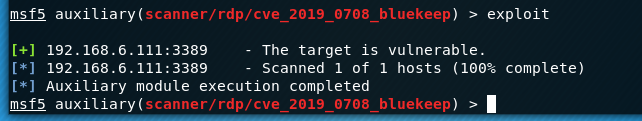 msf5 auxiliary(scanner/rdp/cve_2019_0708_bluekeep) > exploit
[+] 192.168.6.111:3389    - The target is vulnerable.
[*] 192.168.6.111:3389    - Scanned 1 of 1 hosts (100% complete)
[*] Auxiliary module execution completed
msf5 auxiliary(scanner/rdp/cve_2019_0708_bluekeep) >